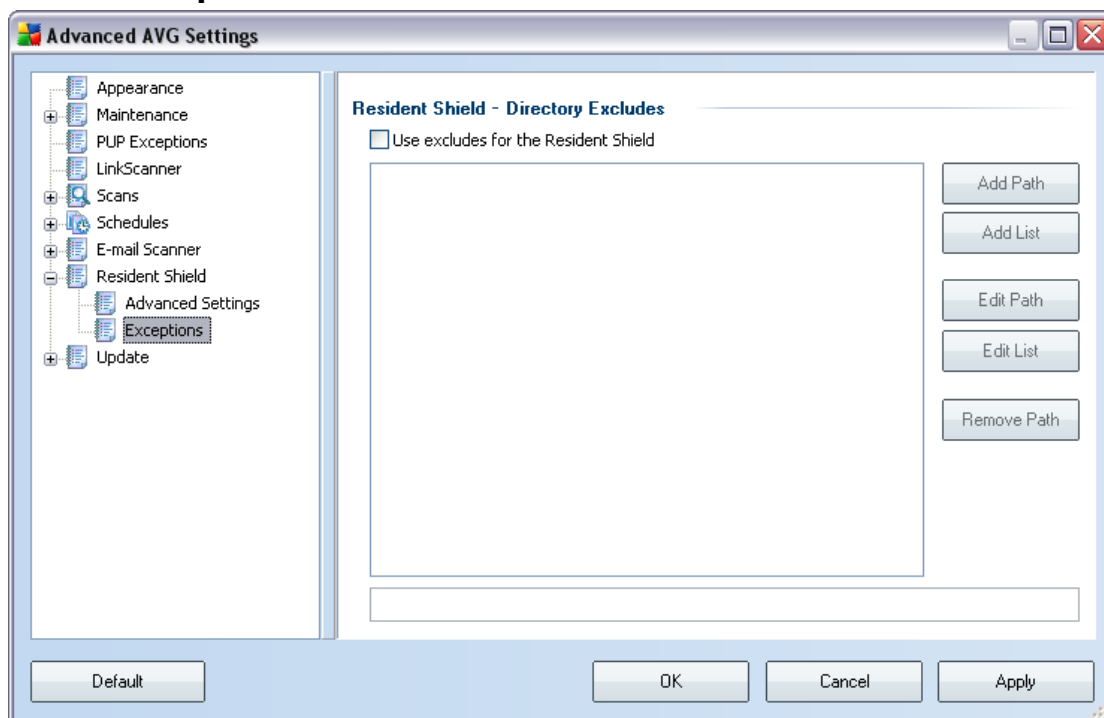 Advanced AVG Settings
Appearance
Maintenance
PUP Exceptions
LinkScanner
Scans
Schedules
E-mail Scanner
Resident Shield
Advanced Settings
Exceptions
Update
Resident Shield - Directory Excludes
Use excludes for the Resident Shield
Add Path
Add List
Edit Path
Edit List
Remove Path
Default
OK
Cancel
Apply